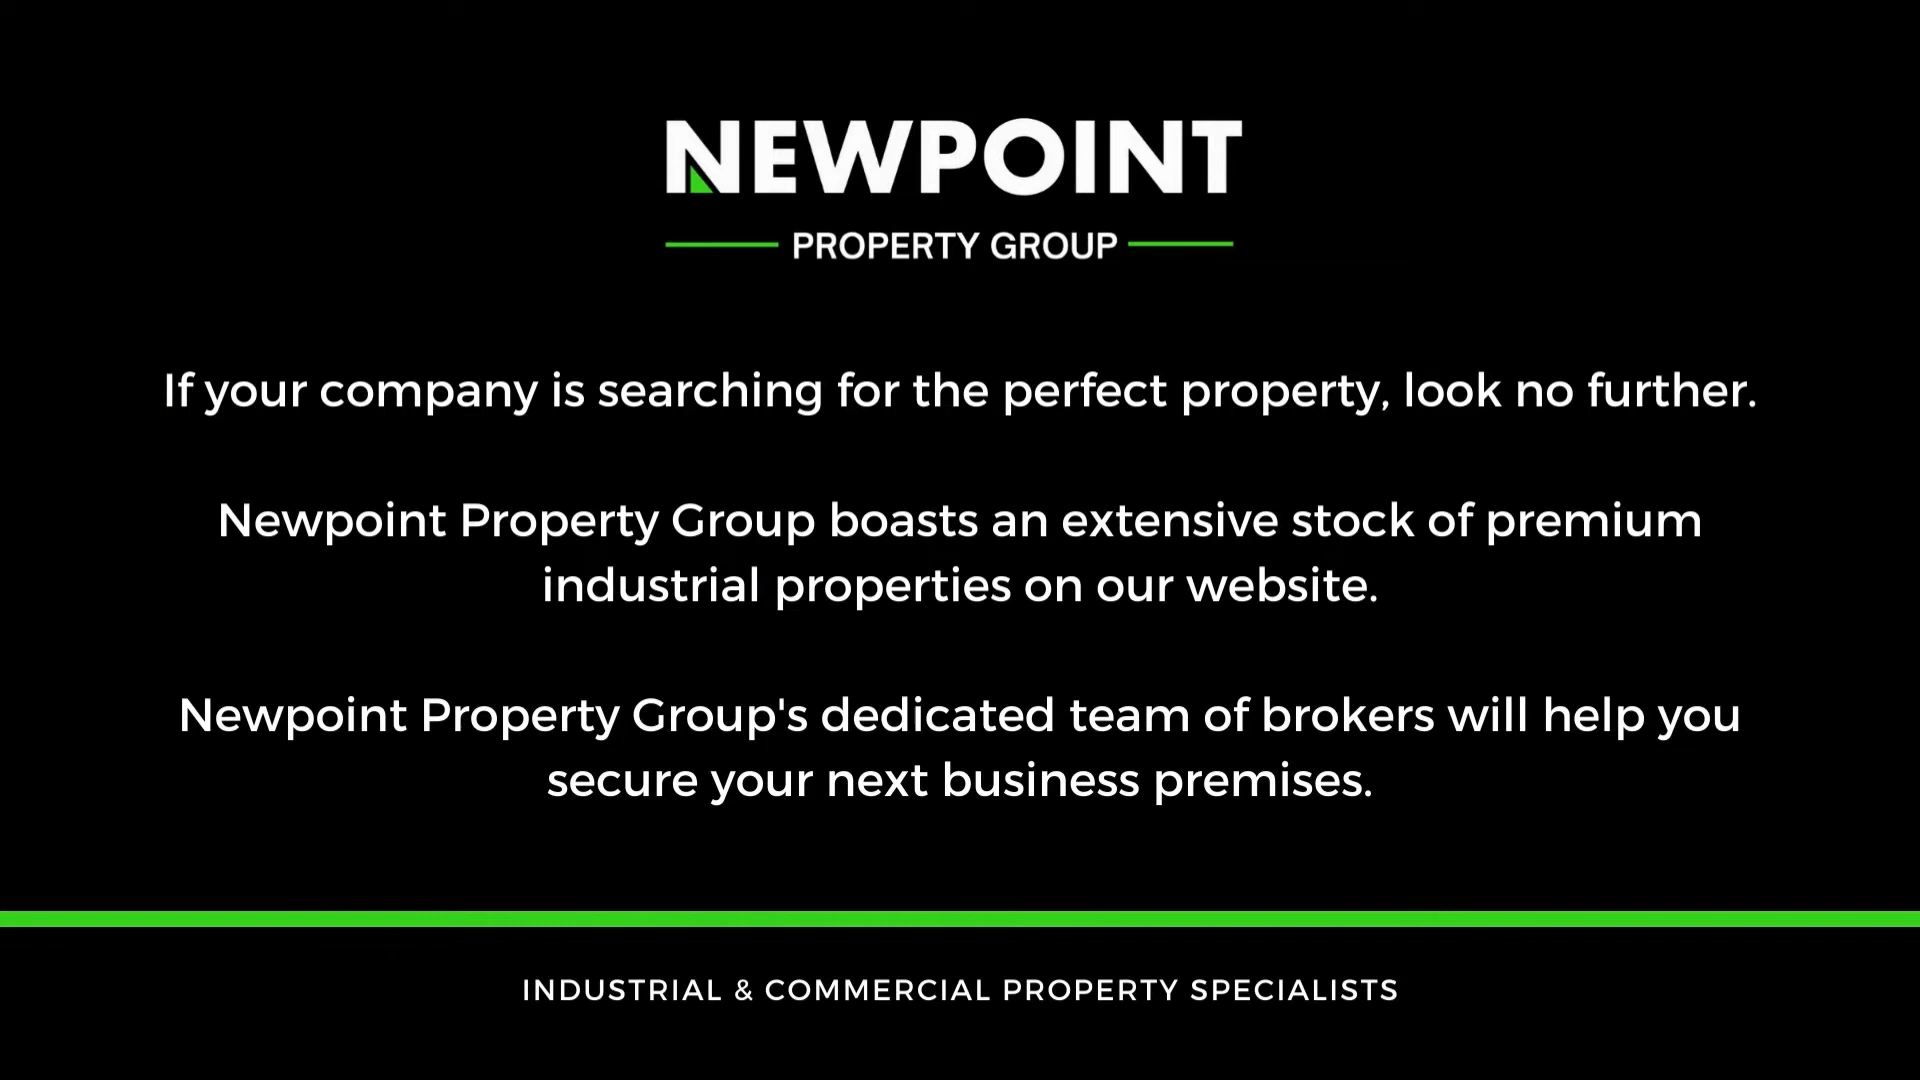 NEWPOINT
PROPERTY GROUP
If your company is searching for the perfect property, look no further.
Newpoint Property Group boasts an extensive stock of premium
industrial properties on our website.
Newpoint Property Group's dedicated team of brokers will help you
secure your next business premises.
INDUSTRIAL & COMMERCIAL PROPERTY SPECIALISTS